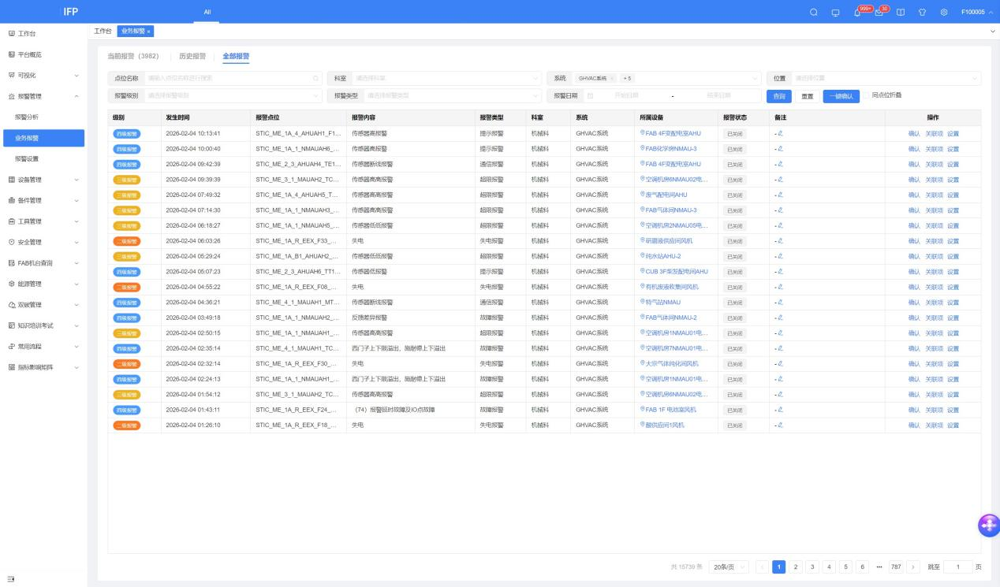 IFP
All
999+
30
F100005
工作台
业务报警 ×
工作台
平台概览
可视化
报警管理
报警分析
业务报警
报警设置
设备管理
备件管理
工具管理
安全管理
FAB机台查询
能源管理
双碳管理
知识培训考试
常用流程
指标影响矩阵
当前报警（3982） 历史报警 全部报警
点位名称 请输入点位名称进行搜索 科室 请选择科室 系统 GHVAC系统 × + 5 位置 请选择位置
报警级别 请选择报警级别 报警类型 请选择报警类型 报警日期 开始日期 - 结束日期 查询 重置 一键确认 同点位折叠
级别 发生时间 报警点位 报警内容 报警类型 科室 系统 所属设备 报警状态 备注 操作
四级报警 2026-02-04 10:13:41 STIC_ME_1A_4_AHUAH1_F1... 传感器高报警 提示报警 机械科 GHVAC系统 FAB 4F变配电室AHU 已关闭 - 确认 关联项 设置
四级报警 2026-02-04 10:00:40 STIC_ME_1A_1_NMAUAH6_... 传感器高报警 提示报警 机械科 GHVAC系统 FAB化学房NMAU-3 已关闭 - 确认 关联项 设置
四级报警 2026-02-04 09:42:39 STIC_ME_2_3_AHUAH4_TE1... 传感器断线报警 通信报警 机械科 GHVAC系统 FAB 4F变配电室AHU 已关闭 - 确认 关联项 设置
三级报警 2026-02-04 09:39:39 STIC_ME_3_1_MAUAH2_TC... 传感器高高报警 超限报警 机械科 GHVAC系统 空调机房6NMAU02电... 已关闭 - 确认 关联项 设置
三级报警 2026-02-04 07:49:32 STIC_ME_1A_4_AHUAH5_T... 传感器高高报警 超限报警 机械科 GHVAC系统 废气配电间AHU 已关闭 - 确认 关联项 设置
三级报警 2026-02-04 07:14:30 STIC_ME_1A_1_NMAUAH3_... 传感器高高报警 超限报警 机械科 GHVAC系统 FAB气体间NMAU-3 已关闭 - 确认 关联项 设置
三级报警 2026-02-04 06:18:27 STIC_ME_1A_1_NMAUAH5_... 传感器低低报警 超限报警 机械科 GHVAC系统 空调机房2NMAU05电... 已关闭 - 确认 关联项 设置
二级报警 2026-02-04 06:03:26 STIC_ME_1A_R_EEX_F33_... 失电 失电报警 机械科 GHVAC系统 研磨液供应间风机 已关闭 - 确认 关联项 设置
三级报警 2026-02-04 05:29:24 STIC_ME_1A_B1_AHUAH2_... 传感器低低报警 超限报警 机械科 GHVAC系统 纯水站AHU-2 已关闭 - 确认 关联项 设置
四级报警 2026-02-04 05:07:23 STIC_ME_2_3_AHUAH6_TT1... 传感器低报警 提示报警 机械科 GHVAC系统 CUB 3F柴发配电间AHU 已关闭 - 确认 关联项 设置
二级报警 2026-02-04 04:55:22 STIC_ME_1A_R_EEX_F08_... 失电 失电报警 机械科 GHVAC系统 有机废液收集间风机 已关闭 - 确认 关联项 设置
四级报警 2026-02-04 04:36:21 STIC_ME_4_1_MAUAH1_MT... 传感器断线报警 通信报警 机械科 GHVAC系统 特气站NMAU 已关闭 - 确认 关联项 设置
四级报警 2026-02-04 03:49:18 STIC_ME_1A_1_NMAUAH2_... 反馈差异报警 故障报警 机械科 GHVAC系统 FAB气体间NMAU-2 已关闭 - 确认 关联项 设置
三级报警 2026-02-04 02:50:15 STIC_ME_1A_1_NMAUAH1_... 传感器高高报警 超限报警 机械科 GHVAC系统 空调机房1NMAU01电... 已关闭 - 确认 关联项 设置
四级报警 2026-02-04 02:35:14 STIC_ME_4_1_MAUAH1_TC... 西门子上下限溢出，施耐德上下溢出 故障报警 机械科 GHVAC系统 空调机房7NMAU01电... 已关闭 - 确认 关联项 设置
二级报警 2026-02-04 02:32:14 STIC_ME_1A_R_EEX_F30_... 失电 失电报警 机械科 GHVAC系统 大宗气体纯化间风机 已关闭 - 确认 关联项 设置
四级报警 2026-02-04 02:24:13 STIC_ME_1A_1_NMAUAH1_... 西门子上下限溢出，施耐德上下溢出 故障报警 机械科 GHVAC系统 空调机房1NMAU01电... 已关闭 - 确认 关联项 设置
三级报警 2026-02-04 01:54:12 STIC_ME_3_1_MAUAH2_TC... 传感器高高报警 超限报警 机械科 GHVAC系统 空调机房6NMAU02电... 已关闭 - 确认 关联项 设置
四级报警 2026-02-04 01:43:11 STIC_ME_1A_R_EEX_F24_... （74）报警延时故障及IO点故障 故障报警 机械科 GHVAC系统 FAB 1F 电池室风机 已关闭 - 确认 关联项 设置
二级报警 2026-02-04 01:26:10 STIC_ME_1A_R_EEX_F18_... 失电 失电报警 机械科 GHVAC系统 酸供应间1风机 已关闭 - 确认 关联项 设置
共 15739 条 20条/页 1 2 3 4 5 6 ••• 787 跳至 1 页